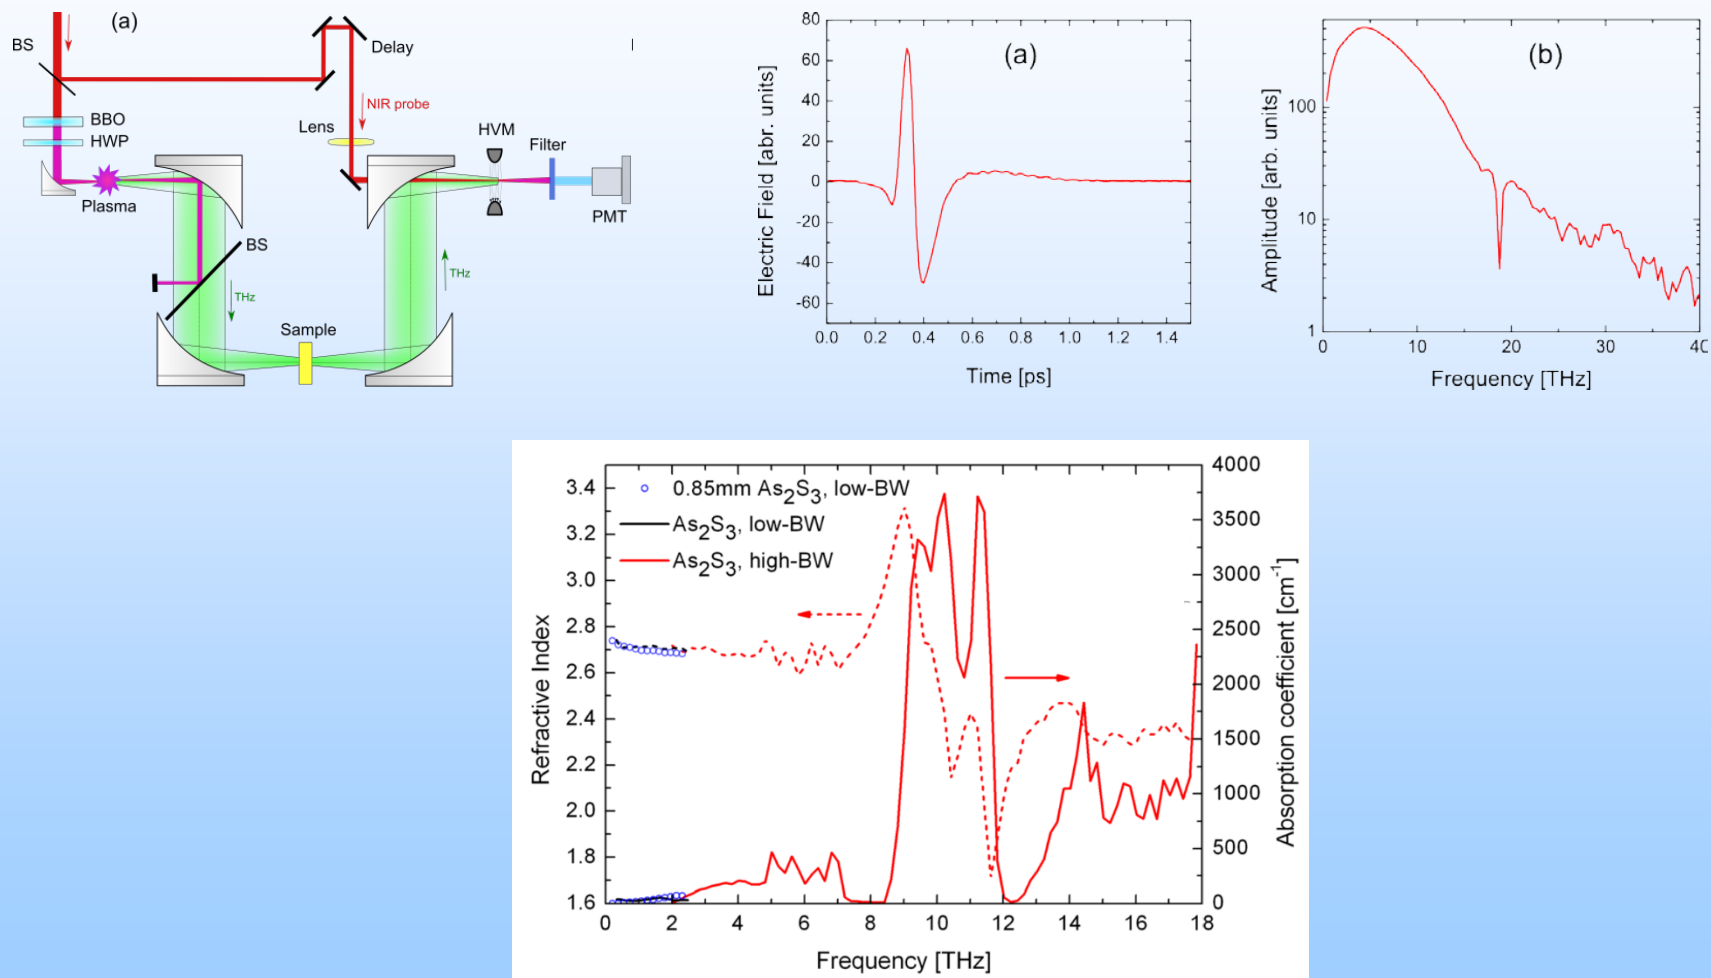 (a)
BS
Delay
NIR probe
BBO
HWP
Lens
HVM
Filter
Plasma
PMT
BS
THz
THz
Sample
(a)
80
60
40
20
0
-20
-40
-60
0.0 0.2 0.4 0.6 0.8 1.0 1.2 1.4
Electric Field [abr. units]
Time [ps]
(b)
100
10
1
0 10 20 30 40
Amplitude [arb. units]
Frequency [THz]
0.85mm As2S3, low-BW
As2S3, low-BW
As2S3, high-BW
3.4
3.2
3.0
2.8
2.6
2.4
2.2
2.0
1.8
1.6
Refractive Index
4000
3500
3000
2500
2000
1500
1000
500
0
Absorption coefficient [cm-1]
0 2 4 6 8 10 12 14 16 18
Frequency [THz]